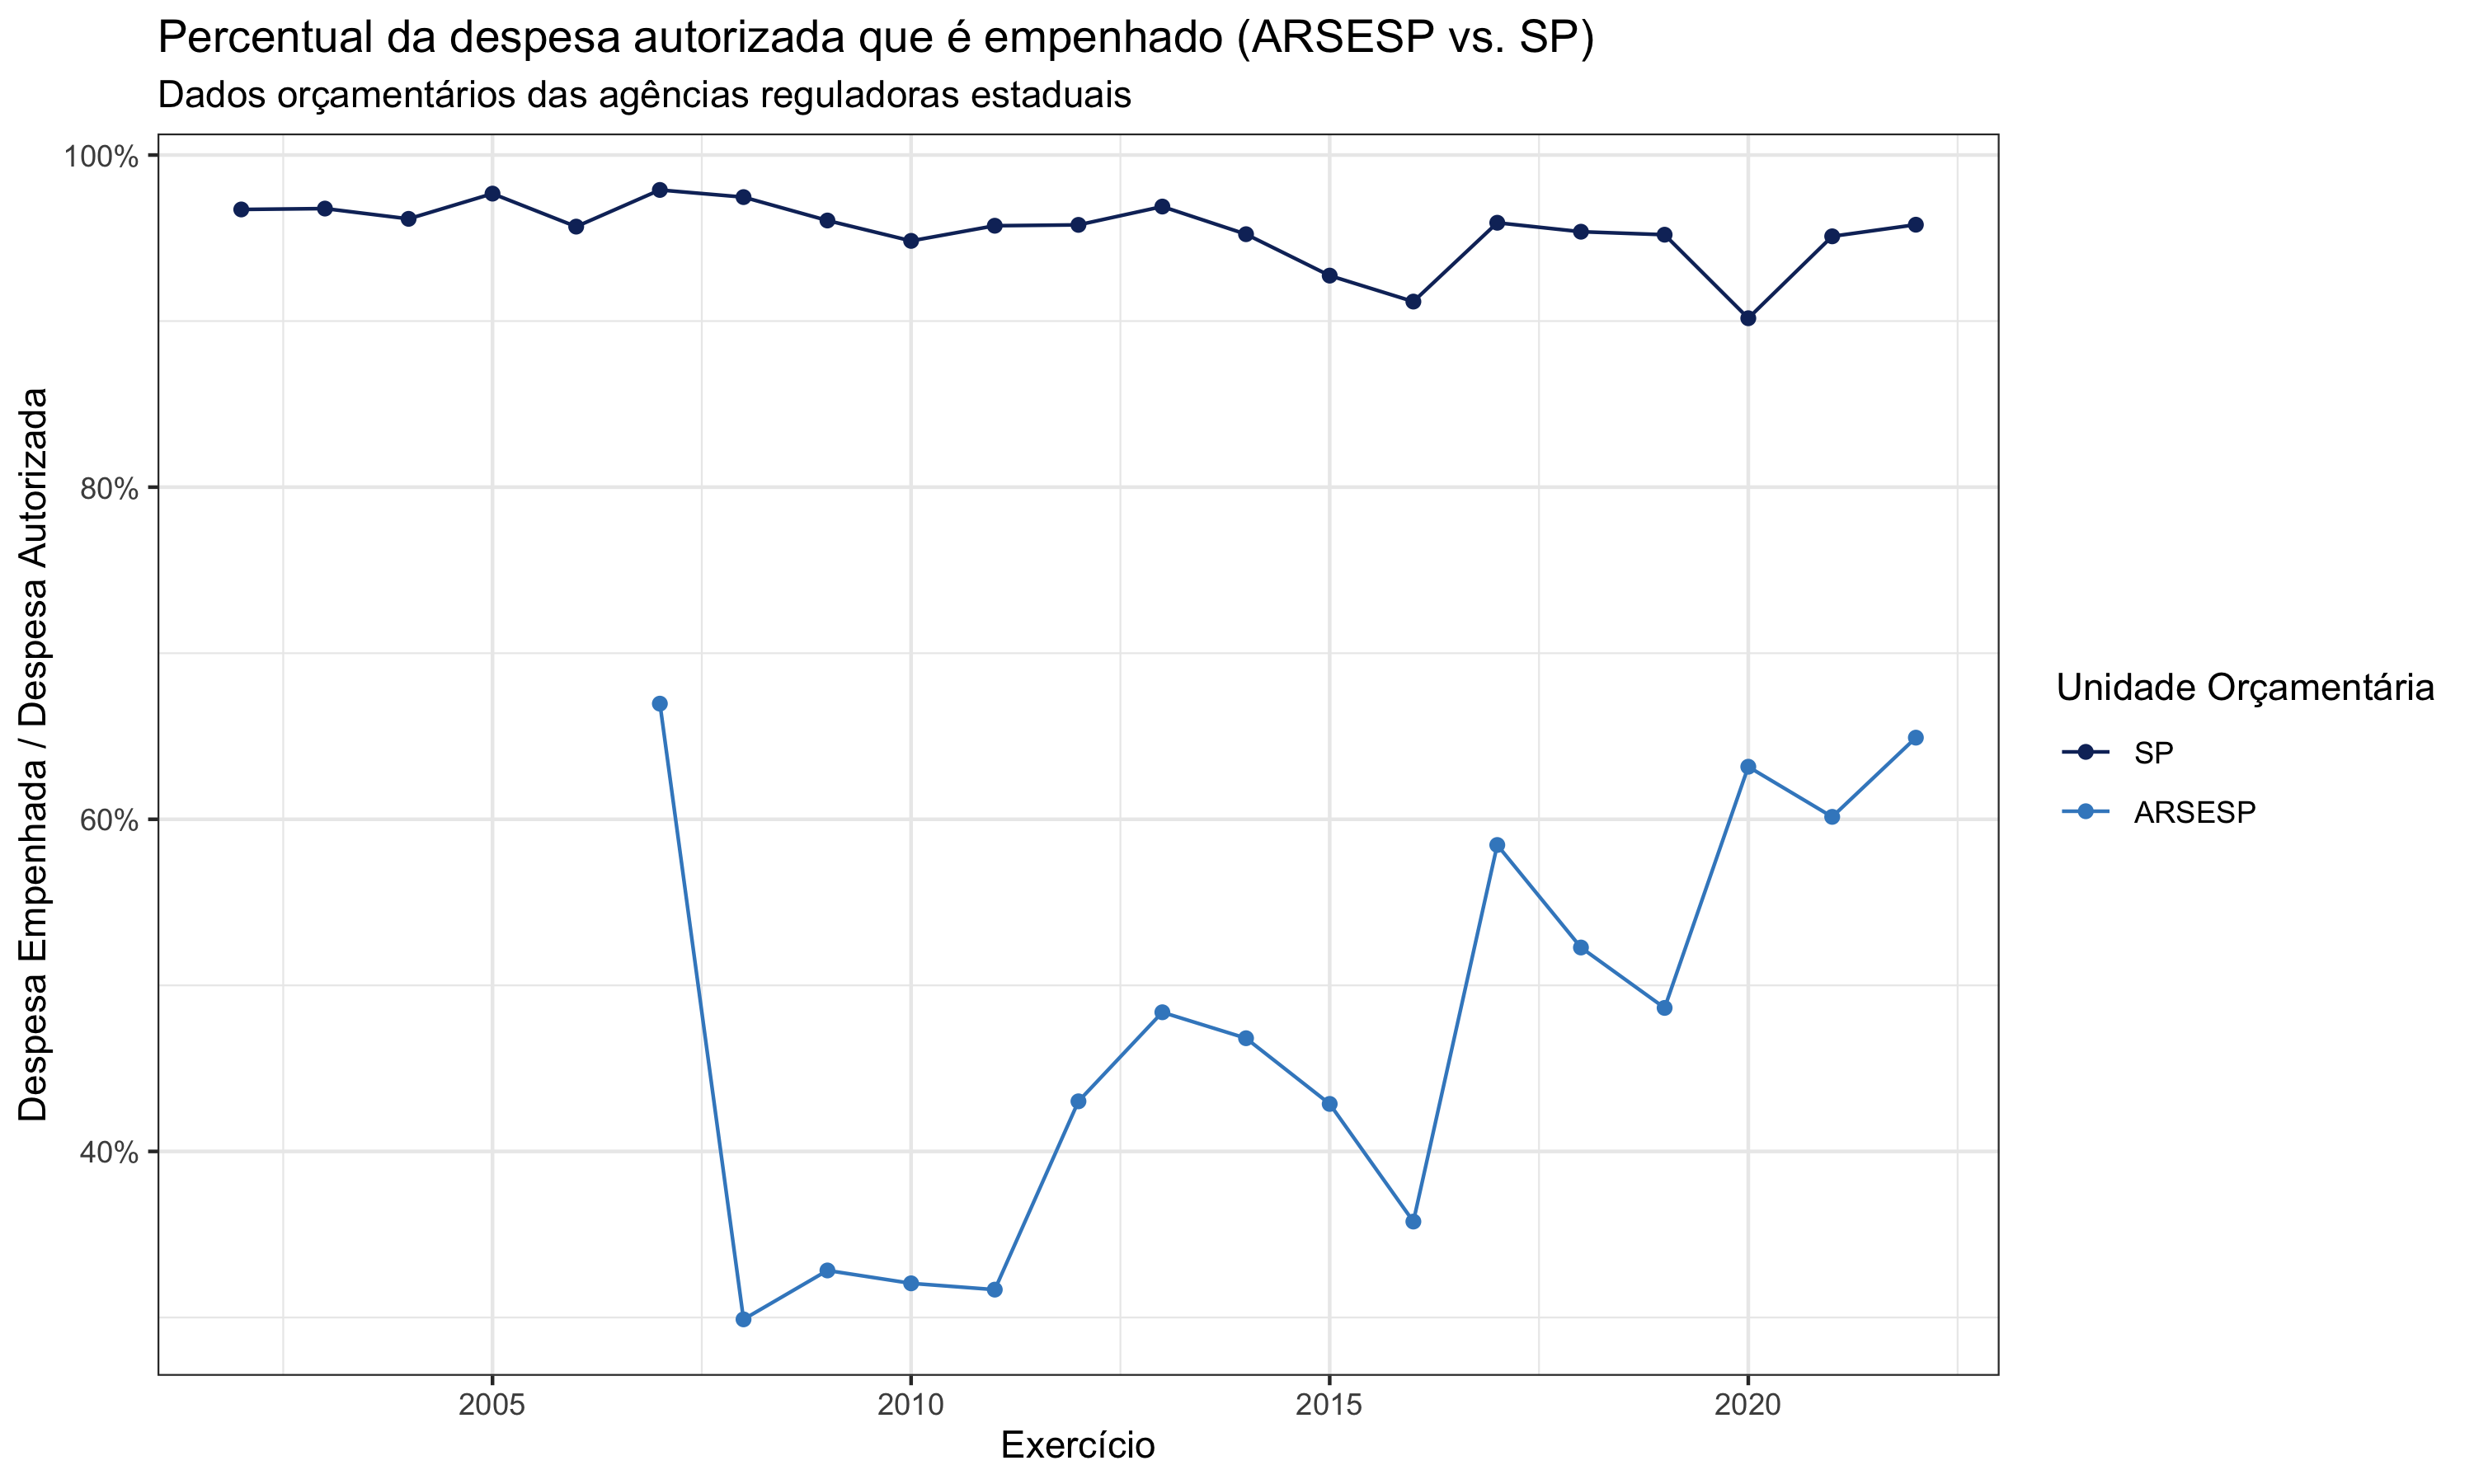 Percentual da despesa autorizada que é empenhado (ARSESP vs. SP)
Dados orçamentários das agências reguladoras estaduais
Despesa Empenhada / Despesa Autorizada
100%
80%
60%
40%
2005
2010
2015
2020
Exercício
Unidade Orçamentária
SP
ARSESP